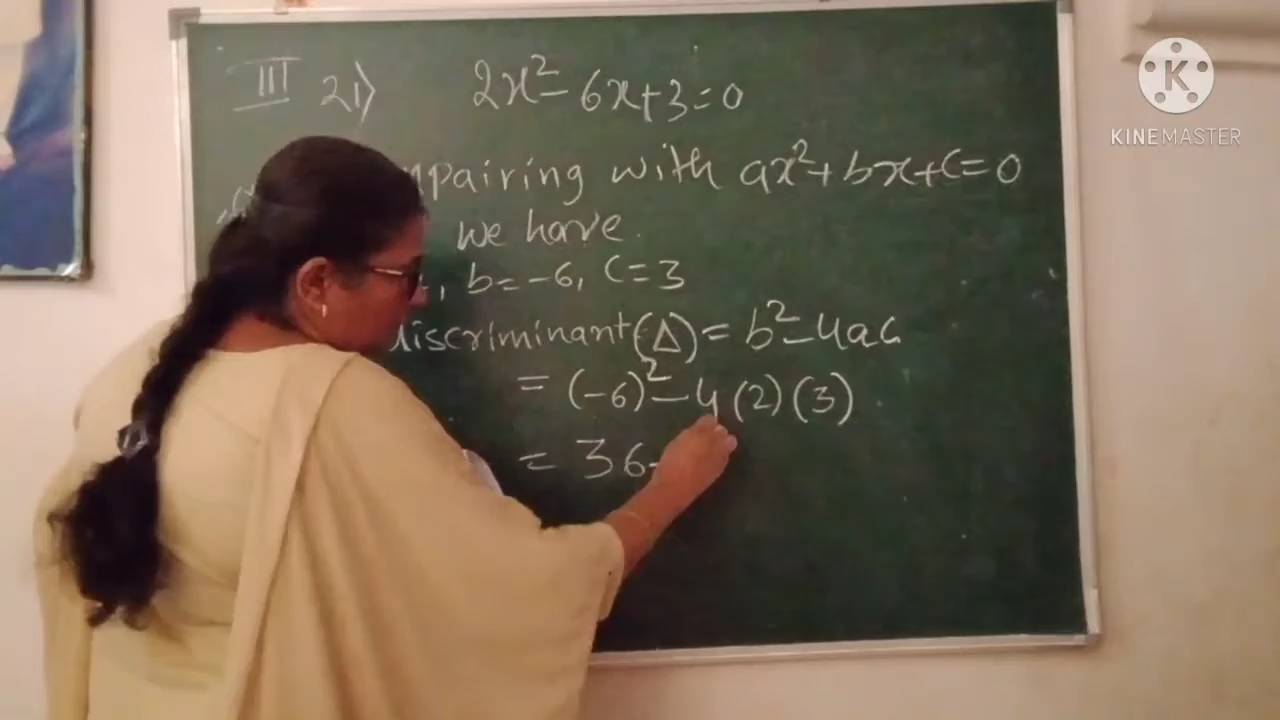 III 21) 2x² - 6x + 3 = 0
mpairing with ax² + bx + c = 0
we have.
, b = -6, c = 3
discriminant (Δ) = b² - 4ac
= (-6)² - 4 (2) (3)
= 36 -
KINEMASTER